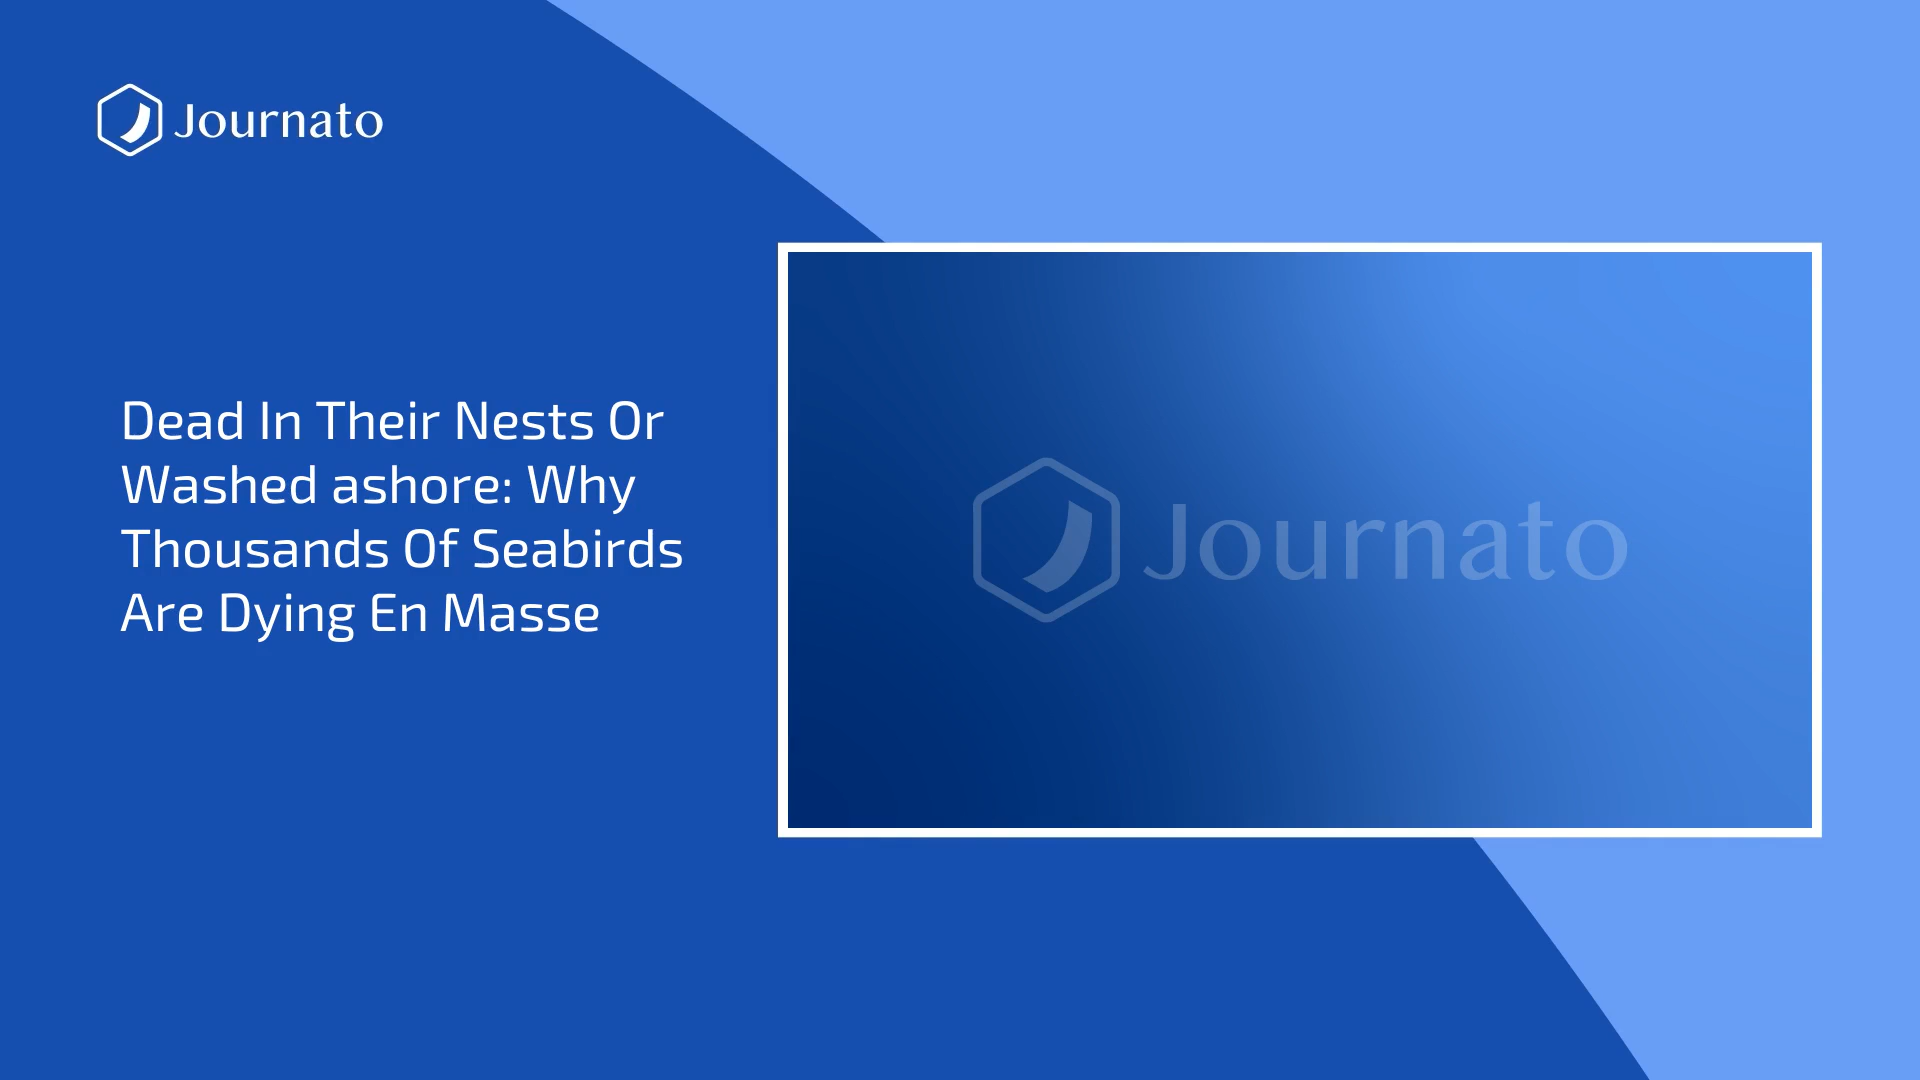 Journato
Dead In Their Nests Or
Washed ashore: Why
Thousands Of Seabirds
Are Dying En Masse
Journato